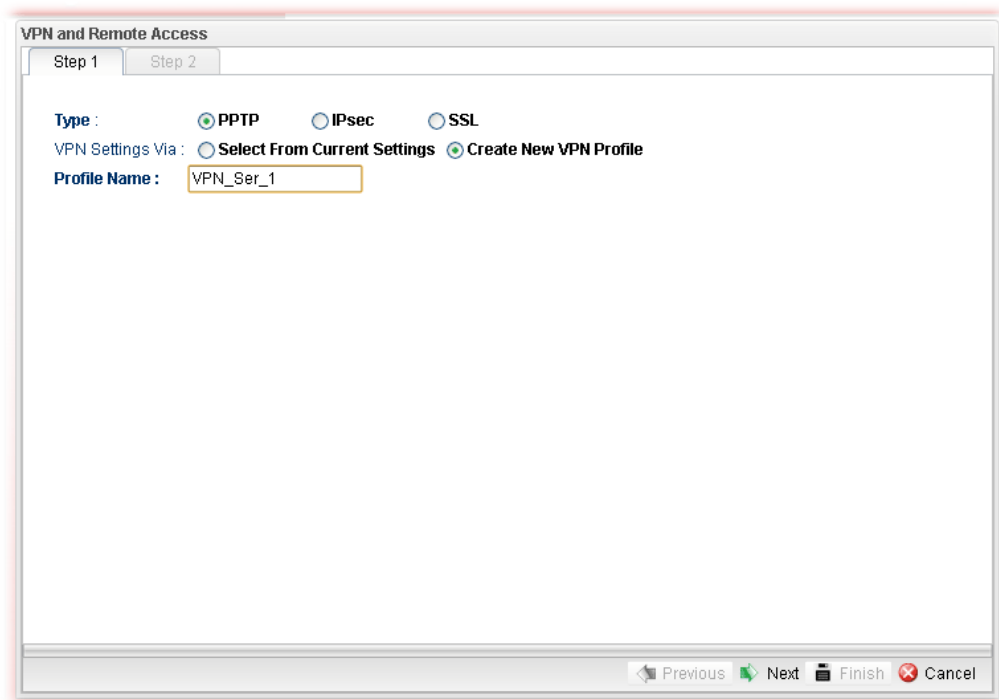 VPN and Remote Access
Step 1 Step 2
Type : PPTP IPsec SSL
VPN Settings Via : Select From Current Settings Create New VPN Profile
Profile Name : VPN_Ser_1
Previous Next Finish Cancel